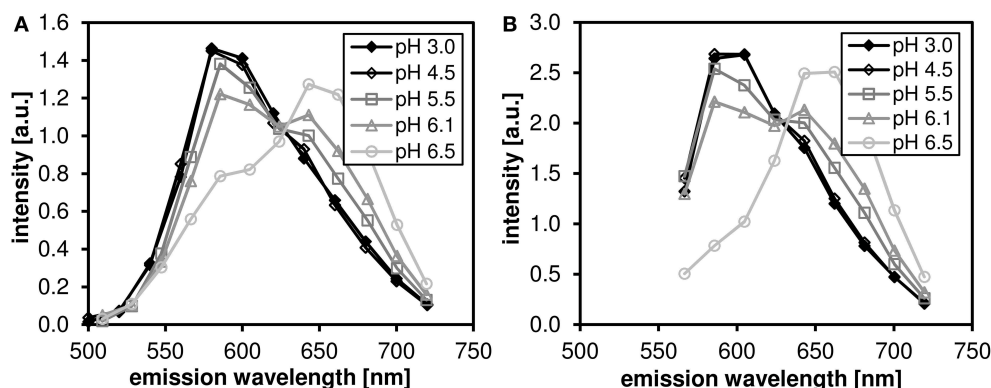 A
intensity [a.u.]
1.6
1.4
1.2
1.0
0.8
0.6
0.4
0.2
0.0
500 550 600 650 700 750
emission wavelength [nm]
pH 3.0
pH 4.5
pH 5.5
pH 6.1
pH 6.5
B
intensity [a.u.]
3.0
2.5
2.0
1.5
1.0
0.5
0.0
500 550 600 650 700 750
emission wavelength [nm]
pH 3.0
pH 4.5
pH 5.5
pH 6.1
pH 6.5